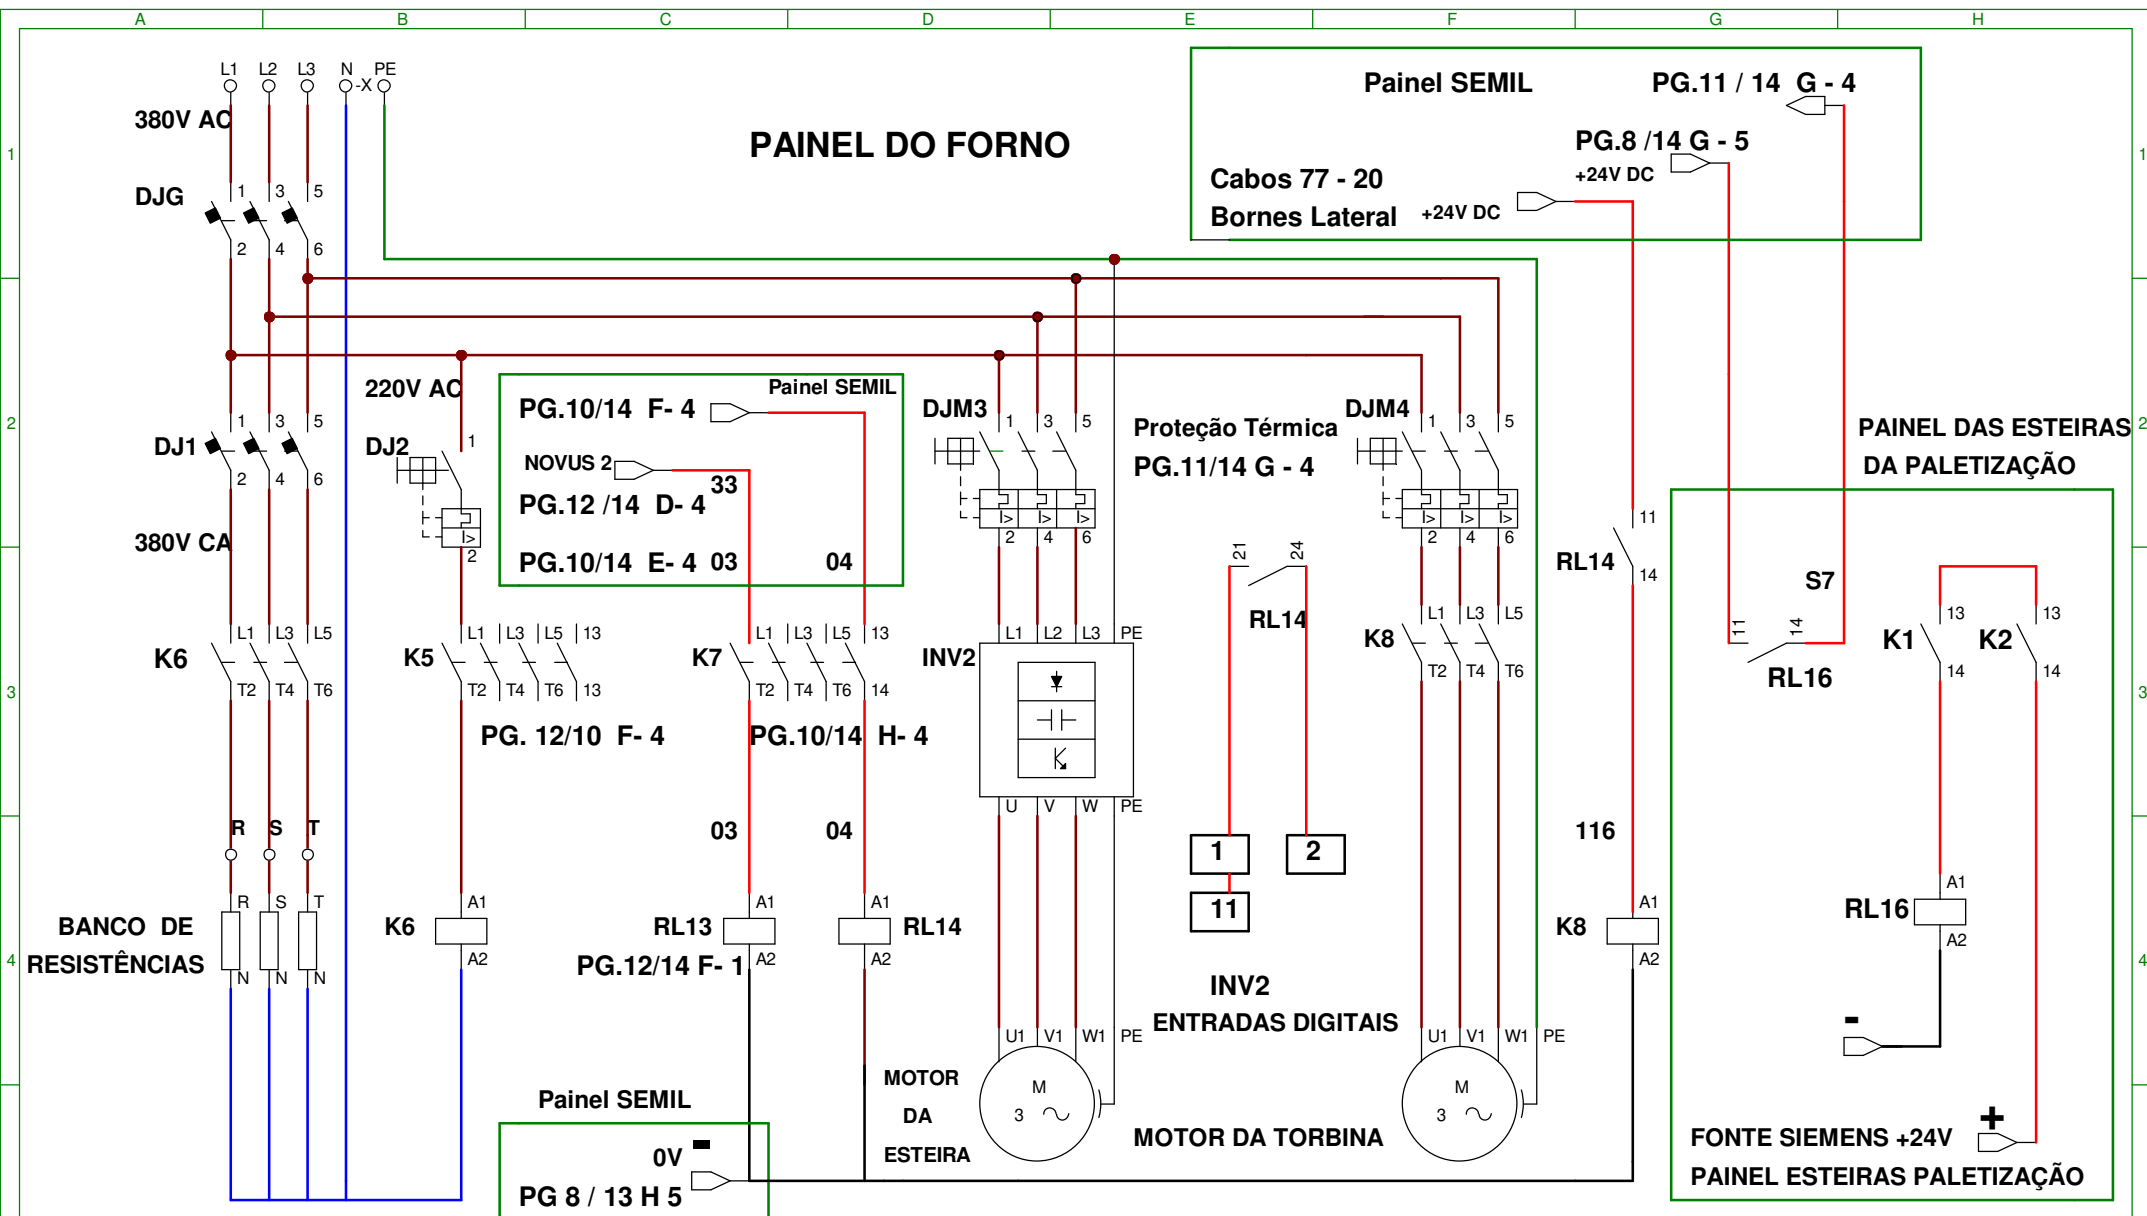 A B C D E F G H
L1 L2 L3 N -X PE
380V AC
PAINEL DO FORNO
Painel SEMIL PG.11 / 14 G - 4
PG.8 /14 G - 5
+24V DC
Cabos 77 - 20
Bornes Lateral +24V DC
1 1
DJG 1 3 5
2 4 6
220V AC
Painel SEMIL
PG.10/14 F- 4
NOVUS 2
33
PG.12 /14 D- 4
PG.10/14 E- 4 03 04
2 2
DJ1 1 3 5
2 4 6
380V CA
DJ2 1
I>
2
DJM3 1 3 5
I> I> I>
2 4 6
Proteção Térmica
PG.11/14 G - 4
DJM4 1 3 5
I> I> I>
2 4 6
PAINEL DAS ESTEIRAS
DA PALETIZAÇÃO
21 24
RL14
RL14 11
14
S7
11 14
RL16
K1 13
14
K2 13
14
3 3
K6 L1 L3 L5
T2 T4 T6
K5 L1 L3 L5 13
T2 T4 T6 13
PG. 12/10 F- 4
K7 L1 L3 L5 13
T2 T4 T6 14
PG.10/14 H- 4
INV2 L1 L2 L3 PE
U V W PE
K8 L1 L3 L5
T2 T4 T6
R S T
03 04
1 2
11
116
4 4
R S T
BANCO DE
RESISTÊNCIAS
N N N
K6 A1
A2
RL13 A1
A2
PG.12/14 F- 1
A1 RL14
A2
INV2
ENTRADAS DIGITAIS
K8 A1
A2
RL16 A1
A2
-
U1 V1 W1 PE
M
3
MOTOR
DA
ESTEIRA
U1 V1 W1 PE
M
3
MOTOR DA TORBINA
Painel SEMIL
0V -
PG 8 / 13 H 5
+
FONTE SIEMENS +24V
PAINEL ESTEIRAS PALETIZAÇÃO